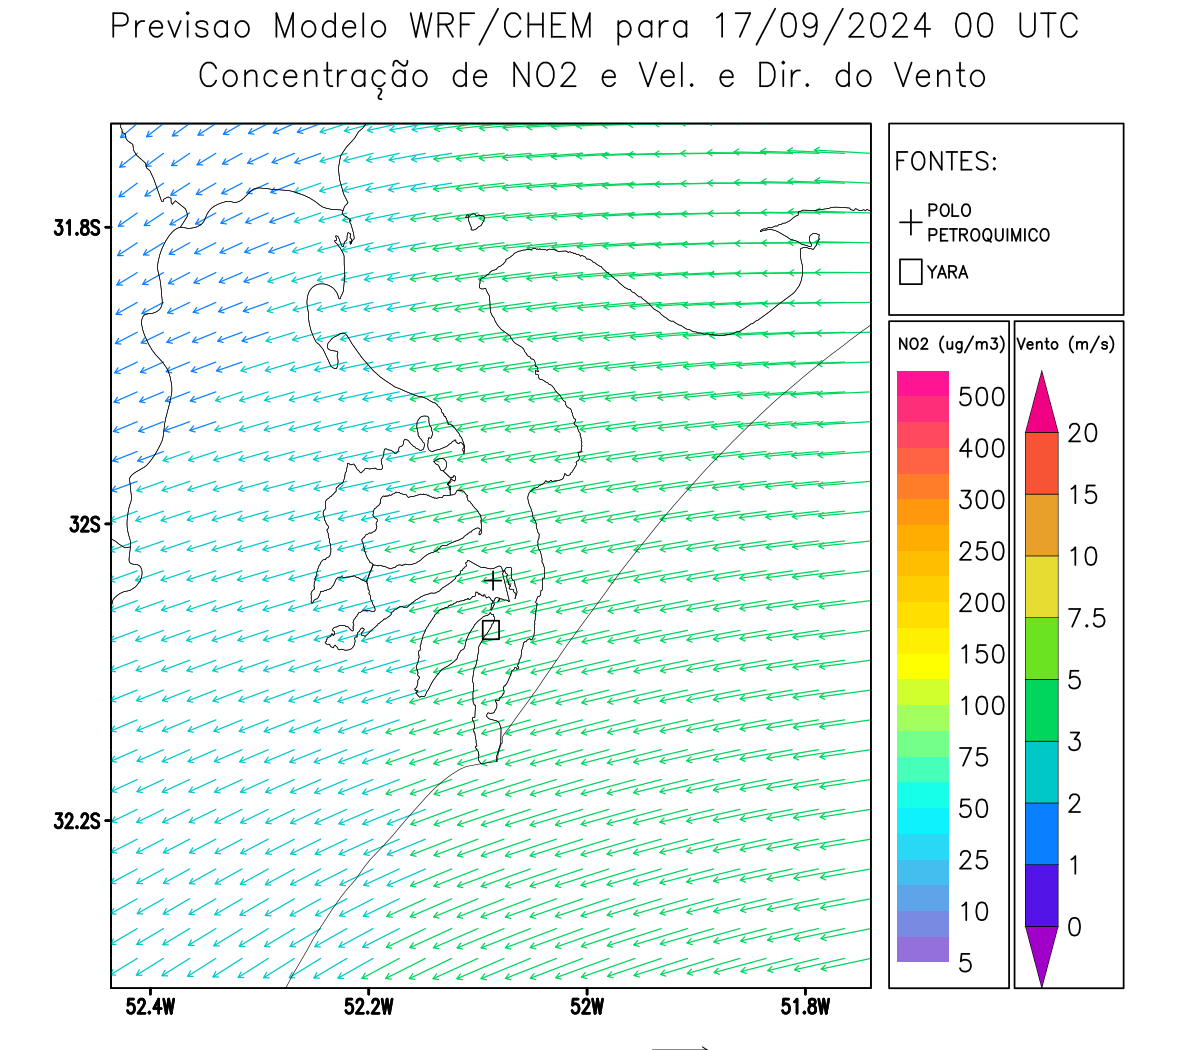 Previsao Modelo WRF/CHEM para 17/09/2024 00 UTC
Concentração de NO2 e Vel. e Dir. do Vento
FONTES:
POLO
PETROQUIMICO
YARA
NO2 (ug/m3)
500
400
300
250
200
150
100
75
50
25
10
5
Vento (m/s)
20
15
10
7.5
5
3
2
1
0
31.8S
32S
32.2S
52.4W
52.2W
52W
51.8W